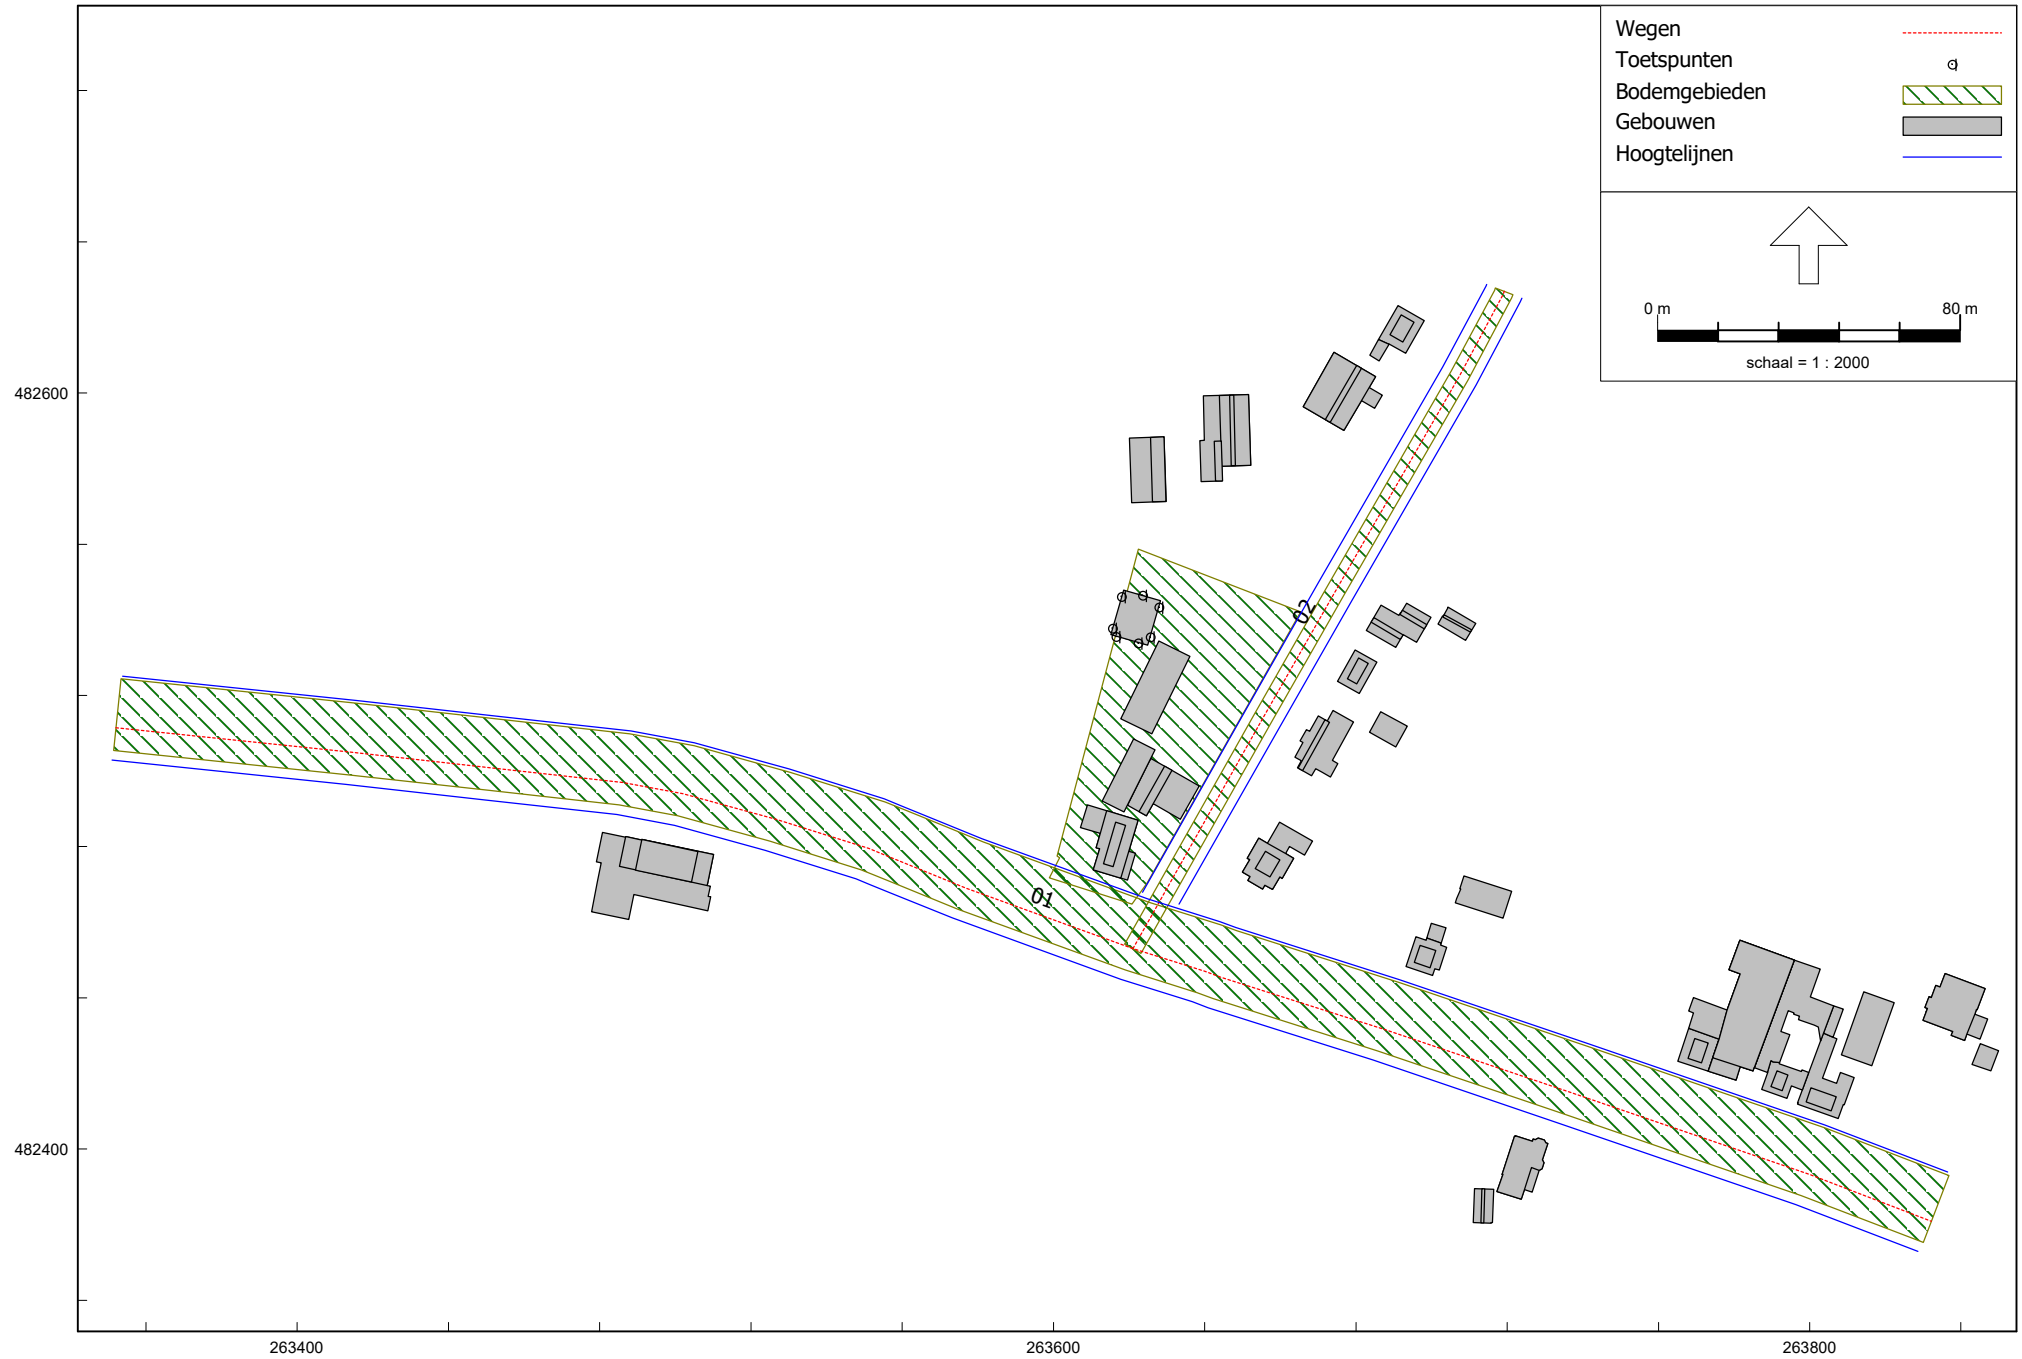 Wegen
Toetspunten
Bodemgebieden
Gebouwen
Hoogtelijnen
0 m 80 m
schaal = 1 : 2000
482600
02
01
482400
263400 263600 263800